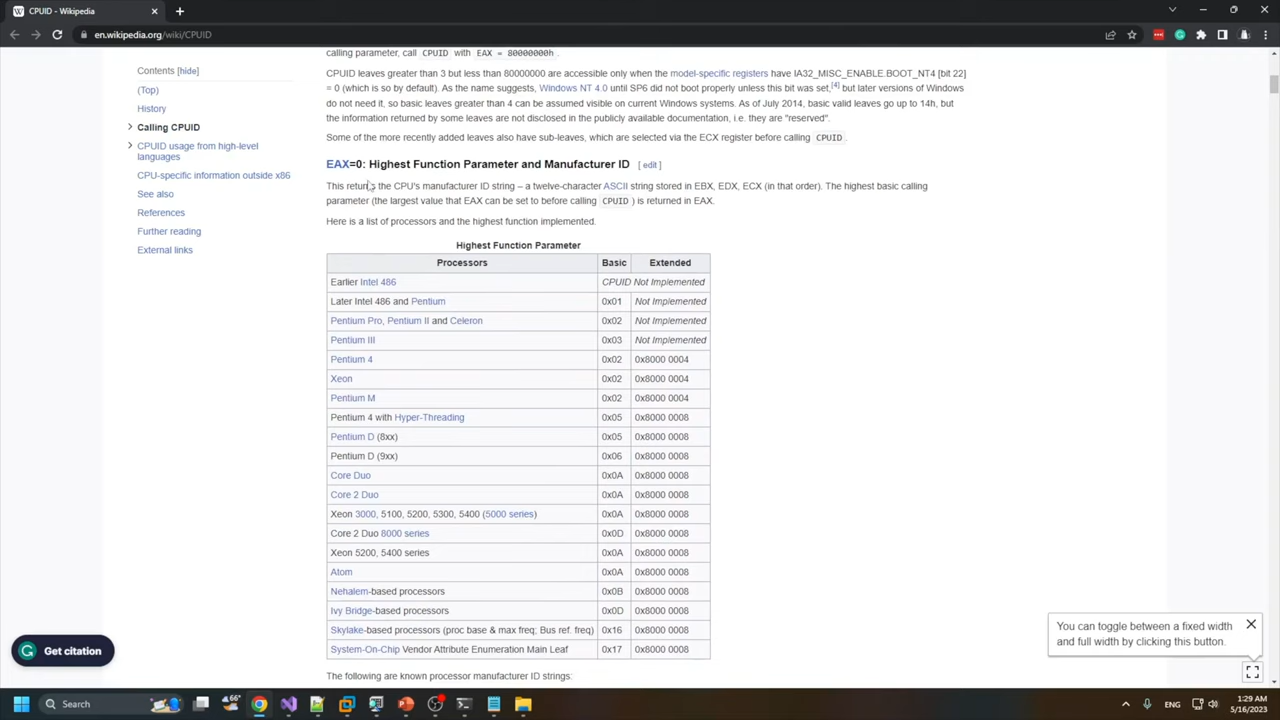 CPUID - Wikipedia
en.wikipedia.org/wiki/CPUID
calling parameter, call CPUID with EAX = 80000000h.
Contents [hide]
(Top)
History
Calling CPUID
CPUID usage from high-level
languages
CPU-specific information outside x86
See also
References
Further reading
External links
CPUID leaves greater than 3 but less than 80000000 are accessible only when the model-specific registers have IA32_MISC_ENABLE.BOOT_NT4 [bit 22]
= 0 (which is so by default). As the name suggests, Windows NT 4.0 until SP6 did not boot properly unless this bit was set,[4] but later versions of Windows
do not need it, so basic leaves greater than 4 can be assumed visible on current Windows systems. As of July 2014, basic valid leaves go up to 14h, but
the information returned by some leaves are not disclosed in the publicly available documentation, i.e. they are "reserved".
Some of the more recently added leaves also have sub-leaves, which are selected via the ECX register before calling CPUID.
EAX=0: Highest Function Parameter and Manufacturer ID [ edit ]
This returns the CPU's manufacturer ID string – a twelve-character ASCII string stored in EBX, EDX, ECX (in that order). The highest basic calling
parameter (the largest value that EAX can be set to before calling CPUID) is returned in EAX.
Here is a list of processors and the highest function implemented.
Highest Function Parameter
Processors Basic Extended
Earlier Intel 486 CPUID Not Implemented
Later Intel 486 and Pentium 0x01 Not Implemented
Pentium Pro, Pentium II and Celeron 0x02 Not Implemented
Pentium III 0x03 Not Implemented
Pentium 4 0x02 0x8000 0004
Xeon 0x02 0x8000 0004
Pentium M 0x02 0x8000 0004
Pentium 4 with Hyper-Threading 0x05 0x8000 0008
Pentium D (8xx) 0x05 0x8000 0008
Pentium D (9xx) 0x06 0x8000 0008
Core Duo 0x0A 0x8000 0008
Core 2 Duo 0x0A 0x8000 0008
Xeon 3000, 5100, 5200, 5300, 5400 (5000 series) 0x0A 0x8000 0008
Core 2 Duo 8000 series 0x0D 0x8000 0008
Xeon 5200, 5400 series 0x0A 0x8000 0008
Atom 0x0A 0x8000 0008
Nehalem-based processors 0x0B 0x8000 0008
Ivy Bridge-based processors 0x0D 0x8000 0008
Skylake-based processors (proc base & max freq; Bus ref. freq) 0x16 0x8000 0008
System-On-Chip Vendor Attribute Enumeration Main Leaf 0x17 0x8000 0008
The following are known processor manufacturer ID strings:
You can toggle between a fixed width
and full width by clicking this button.
Get citation
Search
66°
ENG
1:29 AM
5/16/2023